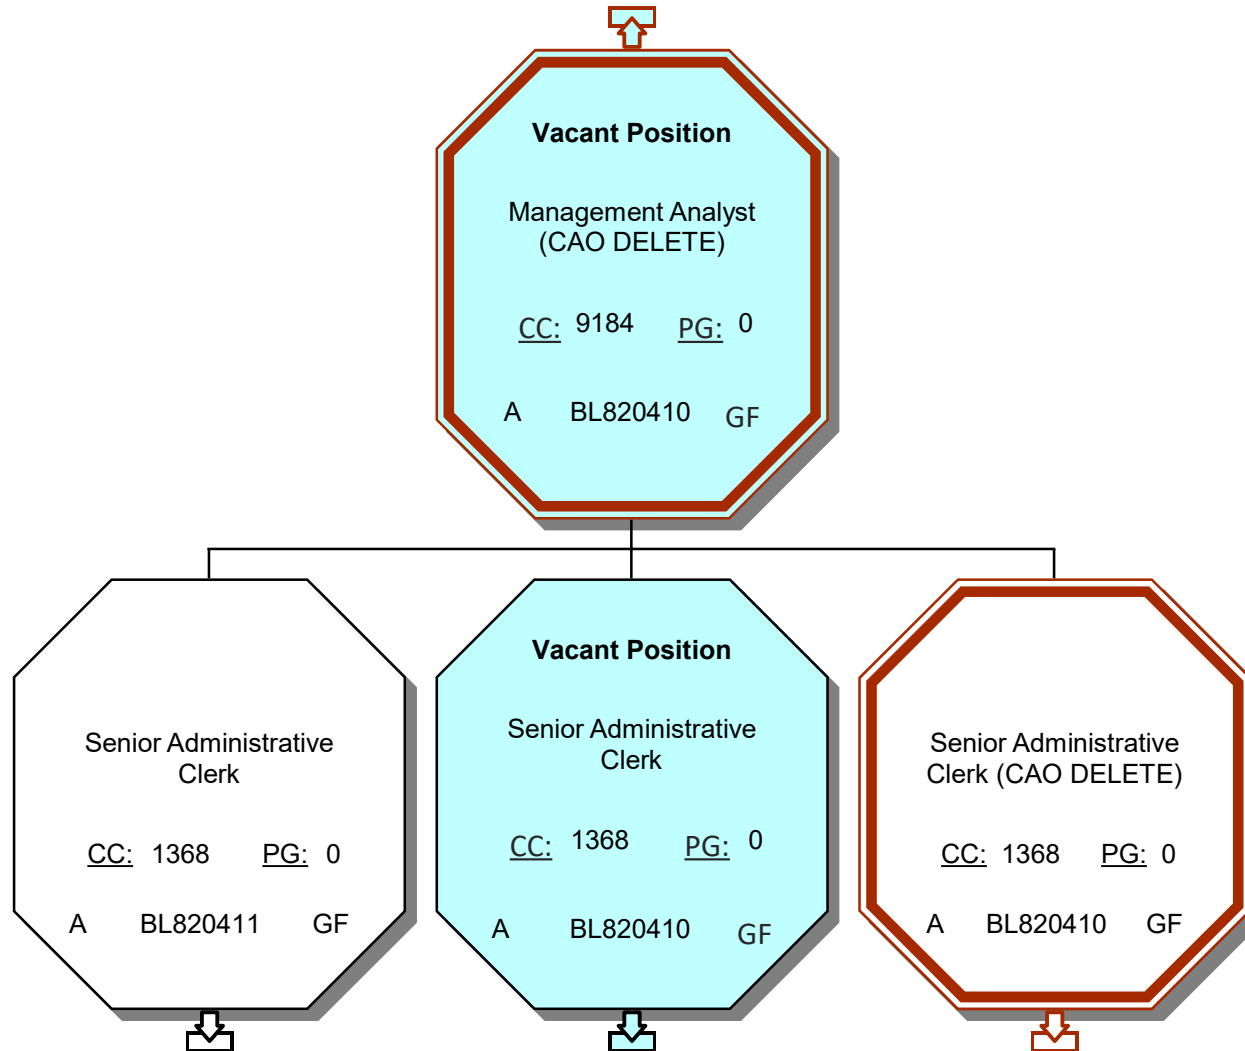 Vacant Position
Management Analyst
(CAO DELETE)
CC: 9184 PG: 0
A BL820410 GF
Senior Administrative
Clerk
CC: 1368 PG: 0
A BL820411 GF
Vacant Position
Senior Administrative
Clerk
CC: 1368 PG: 0
A BL820410 GF
Senior Administrative
Clerk (CAO DELETE)
CC: 1368 PG: 0
A BL820410 GF